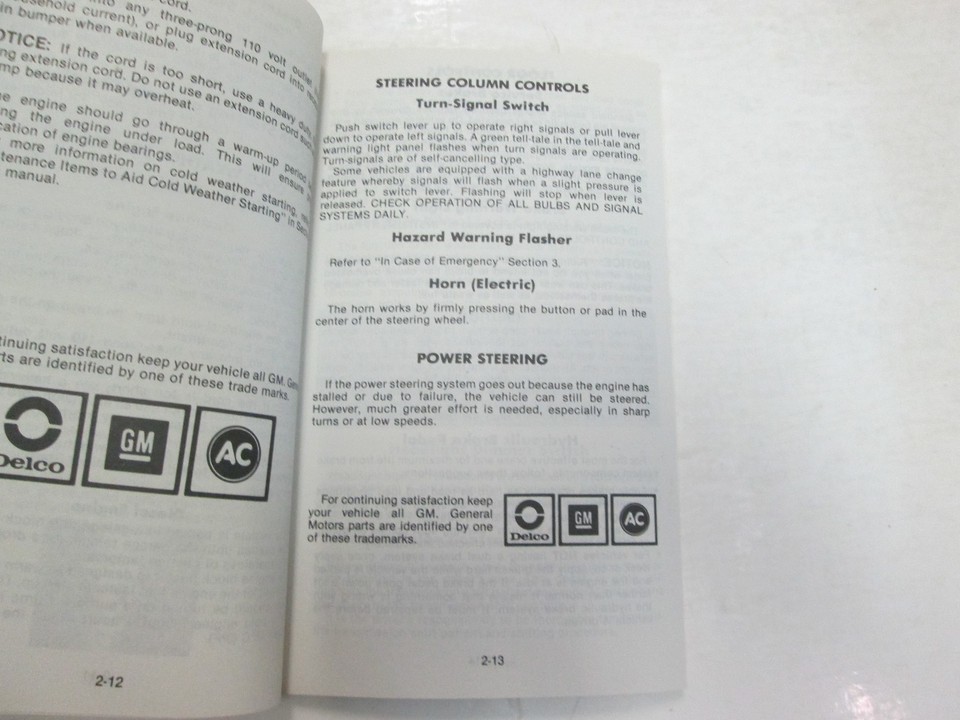 cord.
into any three-prong 110 volt outlet
household current), or plug extension cord into
in bumper when available.
NOTICE: If the cord is too short, use a heavy duty
extension cord. Do not use an extension cord
because it may overheat.
engine should go through a warm-up period
the engine under load. This will ensure
of engine bearings.
more information on cold weather starting,
Items to Aid Cold Weather Starting" in
manual.
satisfaction keep your vehicle all GM.
are identified by one of these trade marks.
Delco GM AC
2-12
STEERING COLUMN CONTROLS
Turn-Signal Switch
Push switch lever up to operate right signals or pull lever
down to operate left signals. A green tell-tale in the tell-tale and
warning light panel flashes when turn signals are operating.
Turn-signals are of self-cancelling type.
Some vehicles are equipped with a highway lane change
feature whereby signals will flash when a slight pressure is
applied to switch lever. Flashing will stop when lever is
released. CHECK OPERATION OF ALL BULBS AND SIGNAL
SYSTEMS DAILY.
Hazard Warning Flasher
Refer to "In Case of Emergency" Section 3.
Horn (Electric)
The horn works by firmly pressing the button or pad in the
center of the steering wheel.
POWER STEERING
If the power steering system goes out because the engine has
stalled or due to failure, the vehicle can still be steered.
However, much greater effort is needed, especially in sharp
turns or at low speeds.
For continuing satisfaction keep
your vehicle all GM. General
Motors parts are identified by one
of these trademarks.
Delco GM AC
2-13